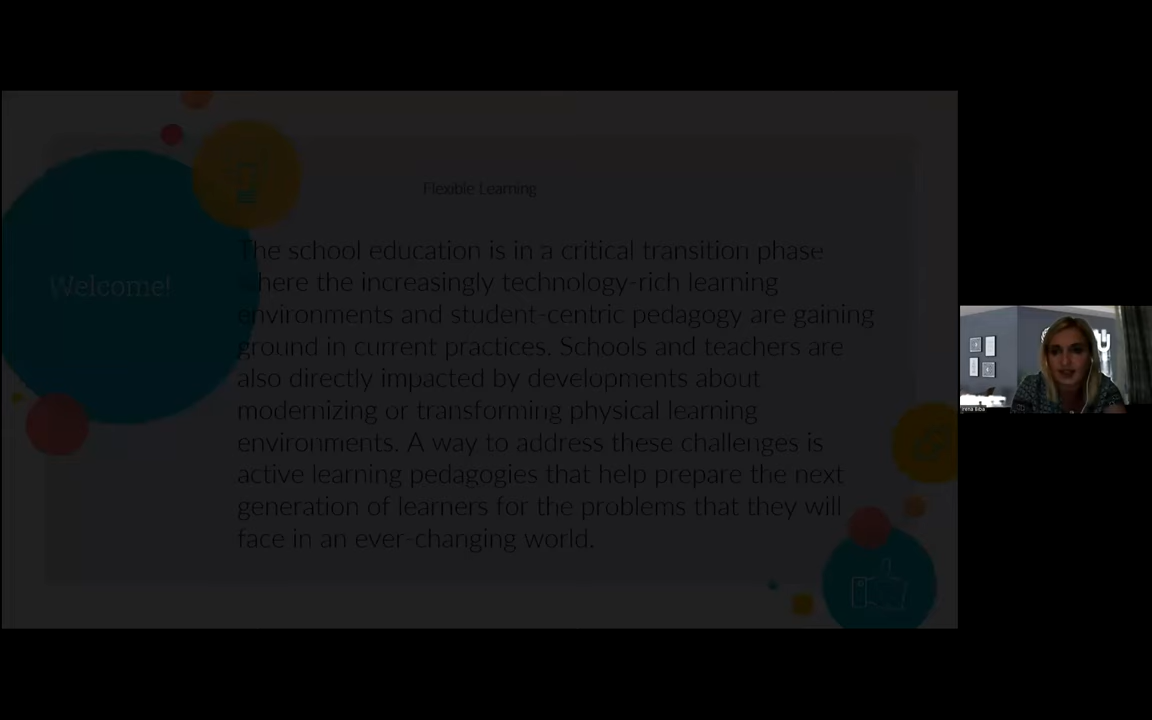 Flexible Learning
Welcome!
The school education is in a critical transition phase
where the increasingly technology-rich learning
environments and student-centric pedagogy are gaining
ground in current practices. Schools and teachers are
also directly impacted by developments about
modernizing or transforming physical learning
environments. A way to address these challenges is
active learning pedagogies that help prepare the next
generation of learners for the problems that they will
face in an ever-changing world.